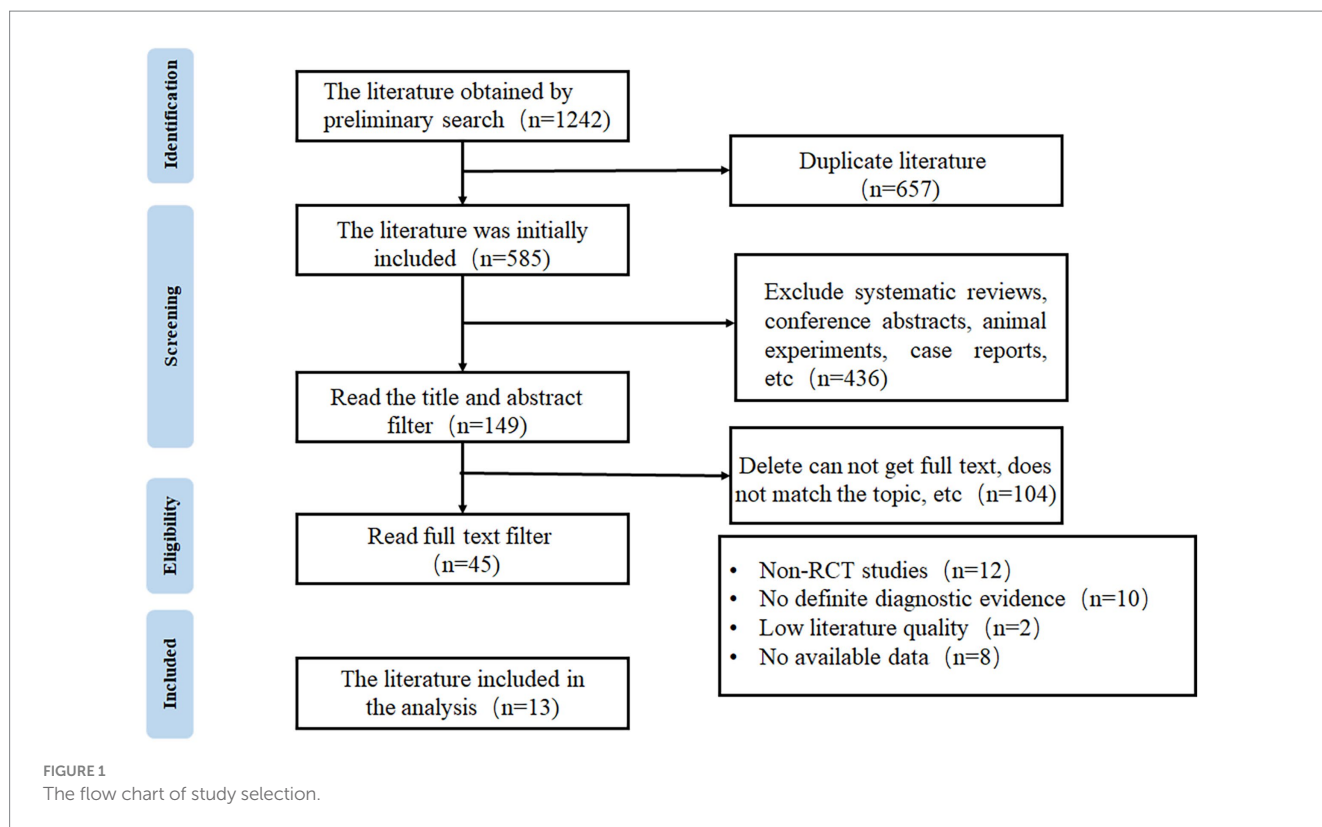 Identification
The literature obtained by
preliminary search（n=1242）
Duplicate literature
(n=657)
Screening
The literature was initially
included（n=585）
Exclude systematic reviews,
conference abstracts, animal
experiments, case reports,
etc（n=436）
Read the title and abstract
filter（n=149）
Delete can not get full text, does
not match the topic, etc（n=104）
Eligibility
Read full text filter
(n=45)
• Non-RCT studies（n=12）
• No definite diagnostic evidence（n=10）
• Low literature quality（n=2）
• No available data（n=8）
Included
The literature included in
the analysis（n=13）
FIGURE 1
The flow chart of study selection.